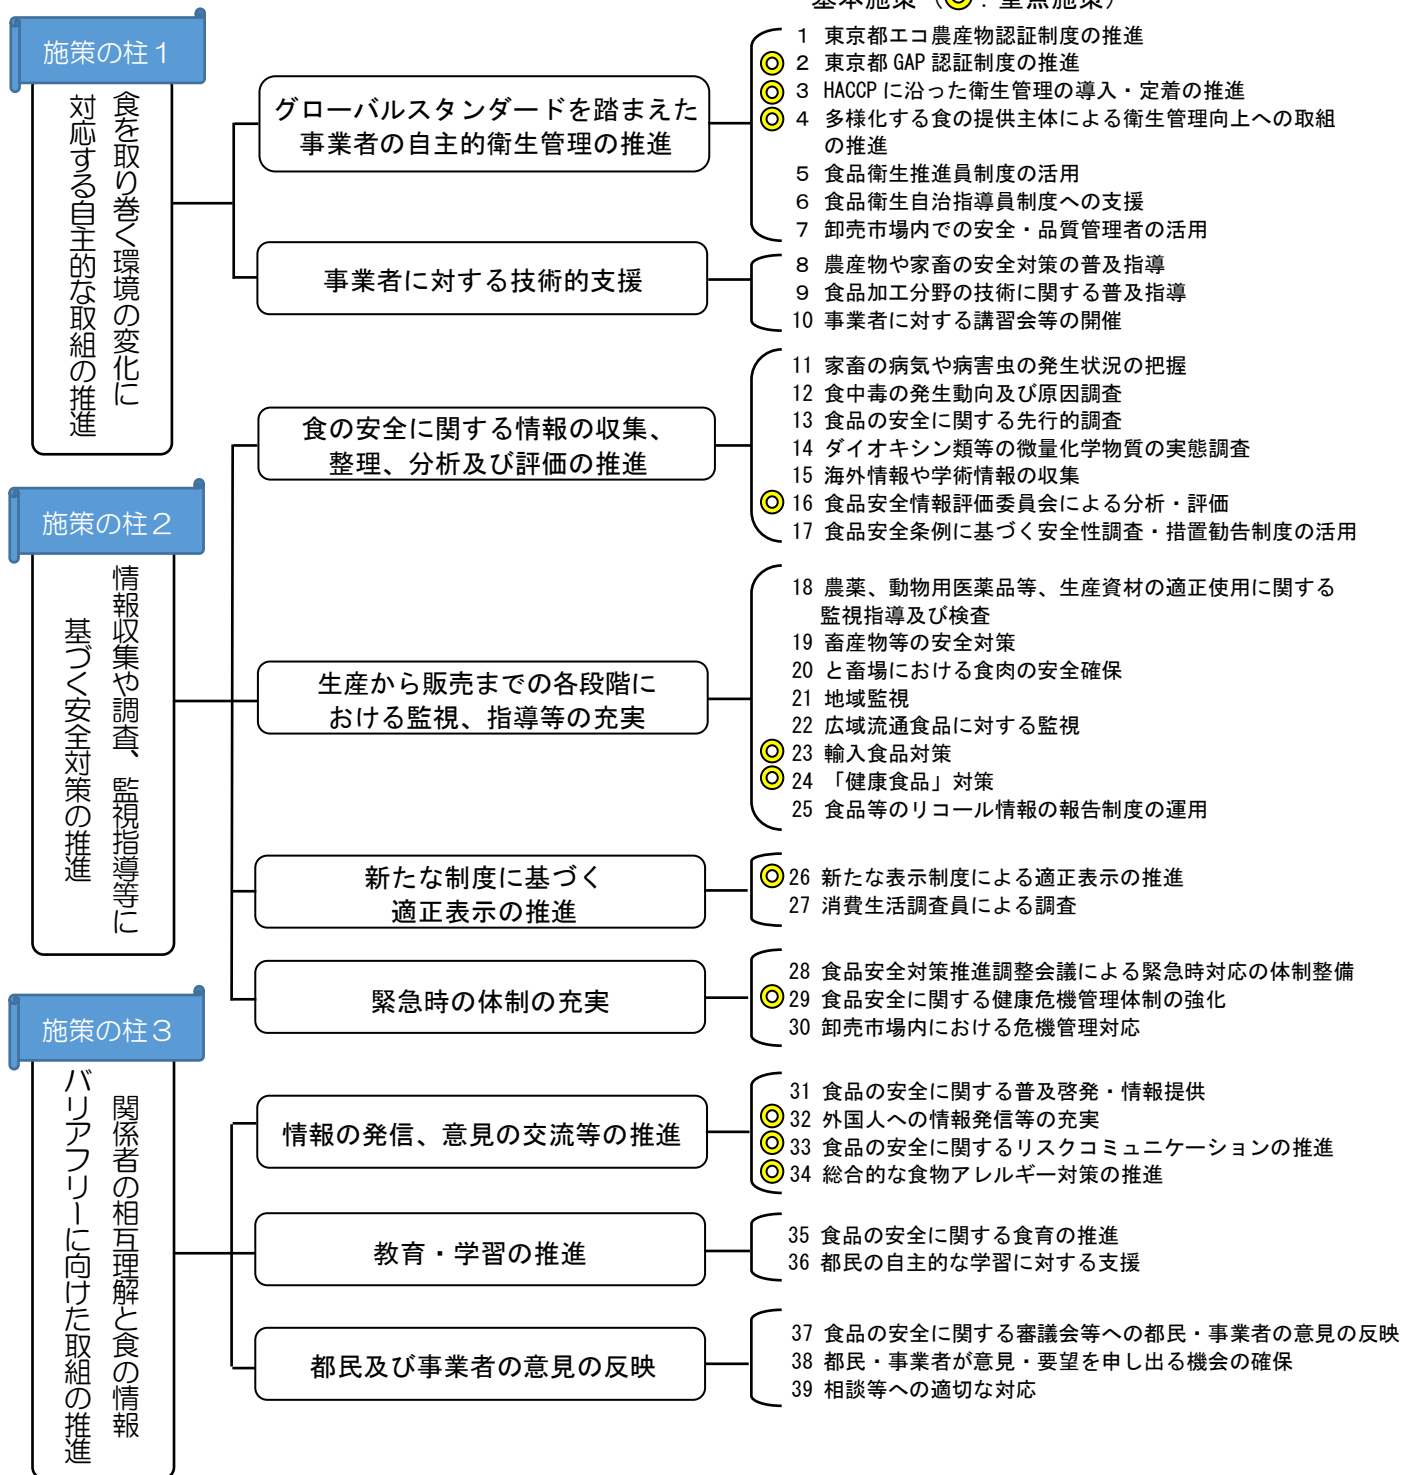 基本施策（◎：重点施策）
施策の柱１
食を取り巻く環境の変化に
対応する自主的な取組の推進
グローバルスタンダードを踏まえた
事業者の自主的衛生管理の推進
1 東京都エコ農産物認証制度の推進
◎ 2 東京都 GAP 認証制度の推進
◎ 3 HACCP に沿った衛生管理の導入・定着の推進
◎ 4 多様化する食の提供主体による衛生管理向上への取組
の推進
5 食品衛生推進員制度の活用
6 食品衛生自治指導員制度への支援
7 卸売市場内での安全・品質管理者の活用
事業者に対する技術的支援
8 農産物や家畜の安全対策の普及指導
9 食品加工分野の技術に関する普及指導
10 事業者に対する講習会等の開催
施策の柱２
情報収集や調査、監視指導等に
基づく安全対策の推進
食の安全に関する情報の収集、
整理、分析及び評価の推進
11 家畜の病気や病害虫の発生状況の把握
12 食中毒の発生動向及び原因調査
13 食品の安全に関する先行的調査
14 ダイオキシン類等の微量化学物質の実態調査
15 海外情報や学術情報の収集
◎ 16 食品安全情報評価委員会による分析・評価
17 食品安全条例に基づく安全性調査・措置勧告制度の活用
生産から販売までの各段階に
おける監視、指導等の充実
18 農薬、動物用医薬品等、生産資材の適正使用に関する
監視指導及び検査
19 畜産物等の安全対策
20 と畜場における食肉の安全確保
21 地域監視
22 広域流通食品に対する監視
◎ 23 輸入食品対策
◎ 24 「健康食品」対策
25 食品等のリコール情報の報告制度の運用
新たな制度に基づく
適正表示の推進
◎ 26 新たな表示制度による適正表示の推進
27 消費生活調査員による調査
緊急時の体制の充実
28 食品安全対策推進調整会議による緊急時対応の体制整備
◎ 29 食品安全に関する健康危機管理体制の強化
30 卸売市場内における危機管理対応
施策の柱３
関係者の相互理解と食の情報
バリアフリーに向けた取組の推進
情報の発信、意見の交流等の推進
31 食品の安全に関する普及啓発・情報提供
◎ 32 外国人への情報発信等の充実
◎ 33 食品の安全に関するリスクコミュニケーションの推進
◎ 34 総合的な食物アレルギー対策の推進
教育・学習の推進
35 食品の安全に関する食育の推進
36 都民の自主的な学習に対する支援
都民及び事業者の意見の反映
37 食品の安全に関する審議会等への都民・事業者の意見の反映
38 都民・事業者が意見・要望を申し出る機会の確保
39 相談等への適切な対応